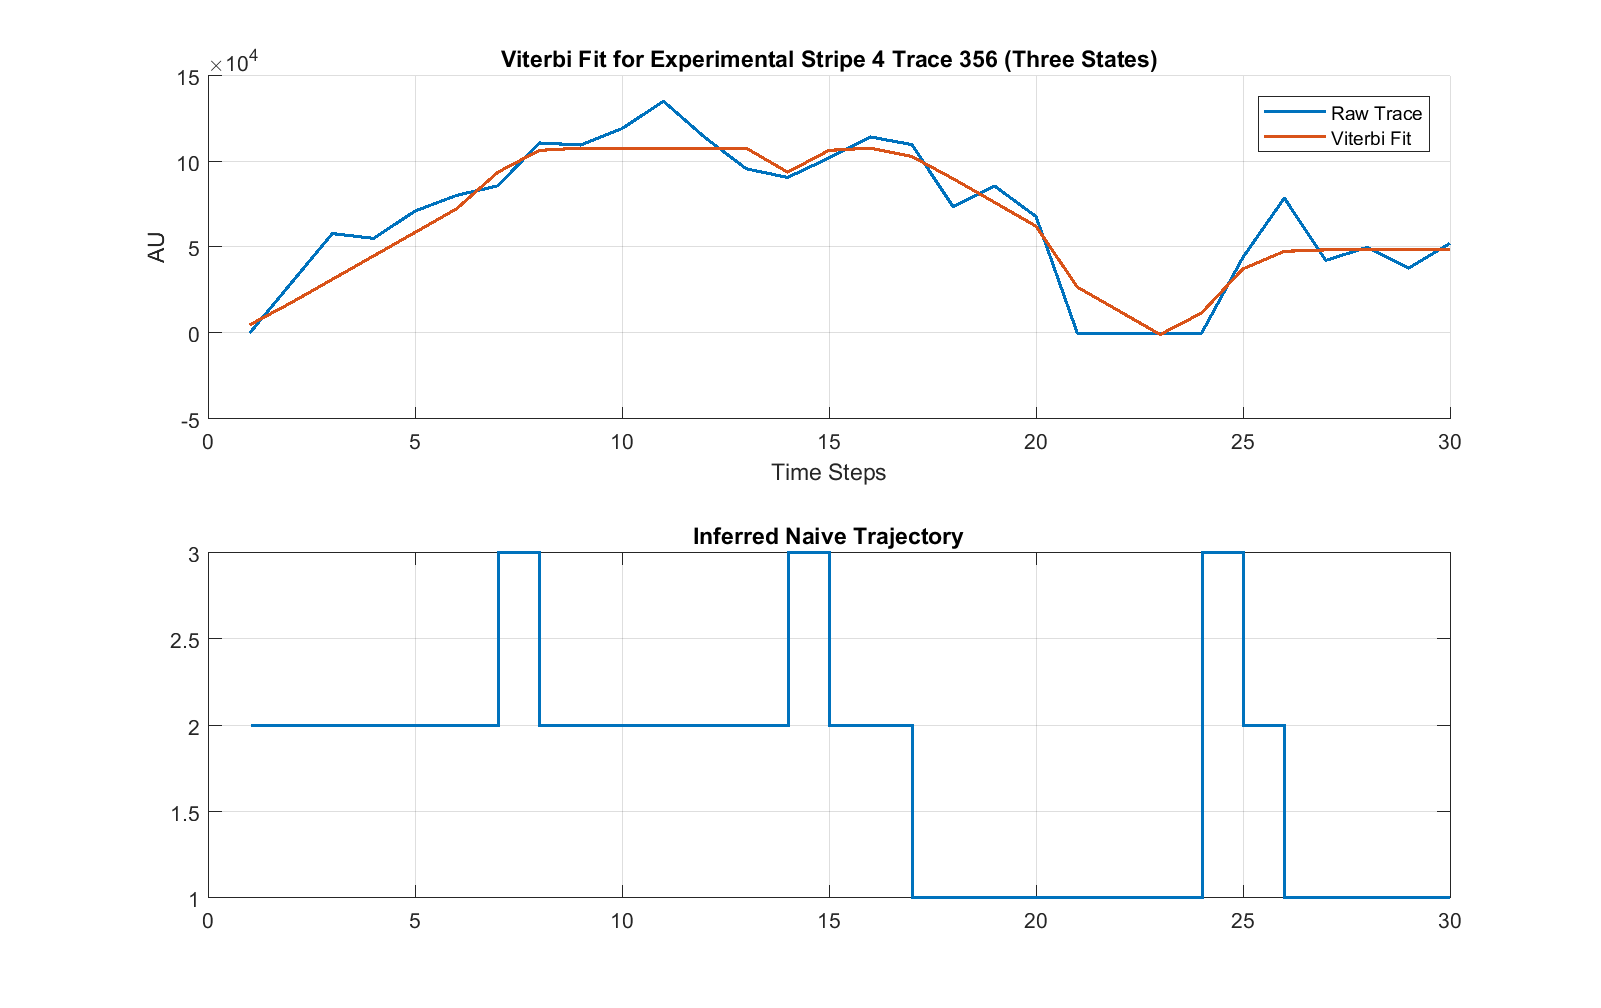 Viterbi Fit for Experimental Stripe 4 Trace 356 (Three States)
×10⁴
15
10
5
0
-5
AU
Raw Trace
Viterbi Fit
0 5 10 15 20 25 30
Time Steps
Inferred Naive Trajectory
3
2.5
2
1.5
1
0 5 10 15 20 25 30